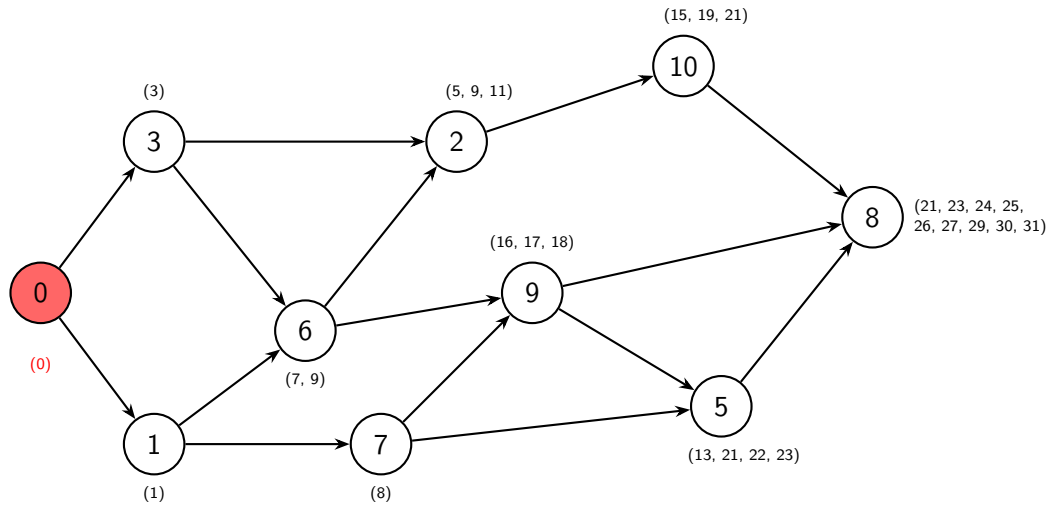 (15, 19, 21)
10
(3)
(5, 9, 11)
3
2
8
(21, 23, 24, 25,
26, 27, 29, 30, 31)
(16, 17, 18)
0
9
6
(0)
(7, 9)
5
1
7
(13, 21, 22, 23)
(1)
(8)